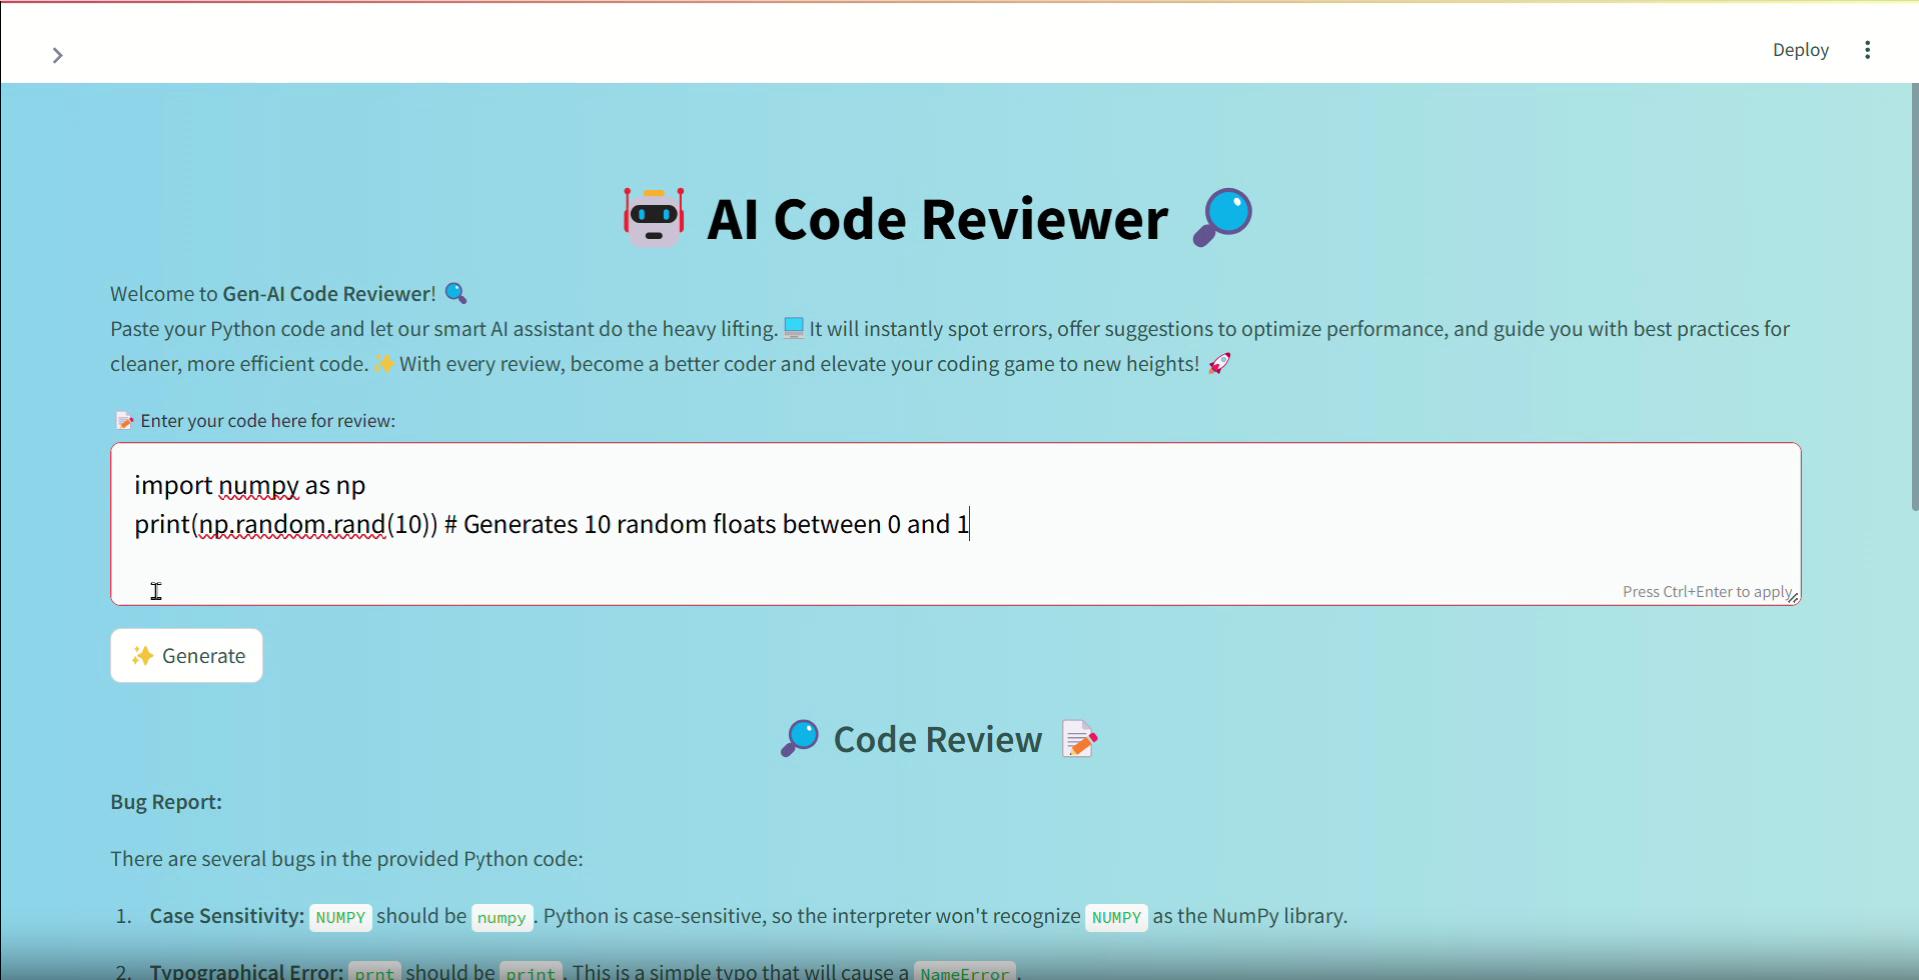 Deploy
AI Code Reviewer
Welcome to Gen-AI Code Reviewer!
Paste your Python code and let our smart AI assistant do the heavy lifting. It will instantly spot errors, offer suggestions to optimize performance, and guide you with best practices for
cleaner, more efficient code. With every review, become a better coder and elevate your coding game to new heights!
Enter your code here for review:
import numpy as np
print(np.random.rand(10)) # Generates 10 random floats between 0 and 1
Press Ctrl+Enter to apply
Generate
Code Review
Bug Report:
There are several bugs in the provided Python code:
1. Case Sensitivity: NUMPY should be numpy. Python is case-sensitive, so the interpreter won't recognize NUMPY as the NumPy library.
2. Typographical Error: prnt should be print. This is a simple typo that will cause a NameError.